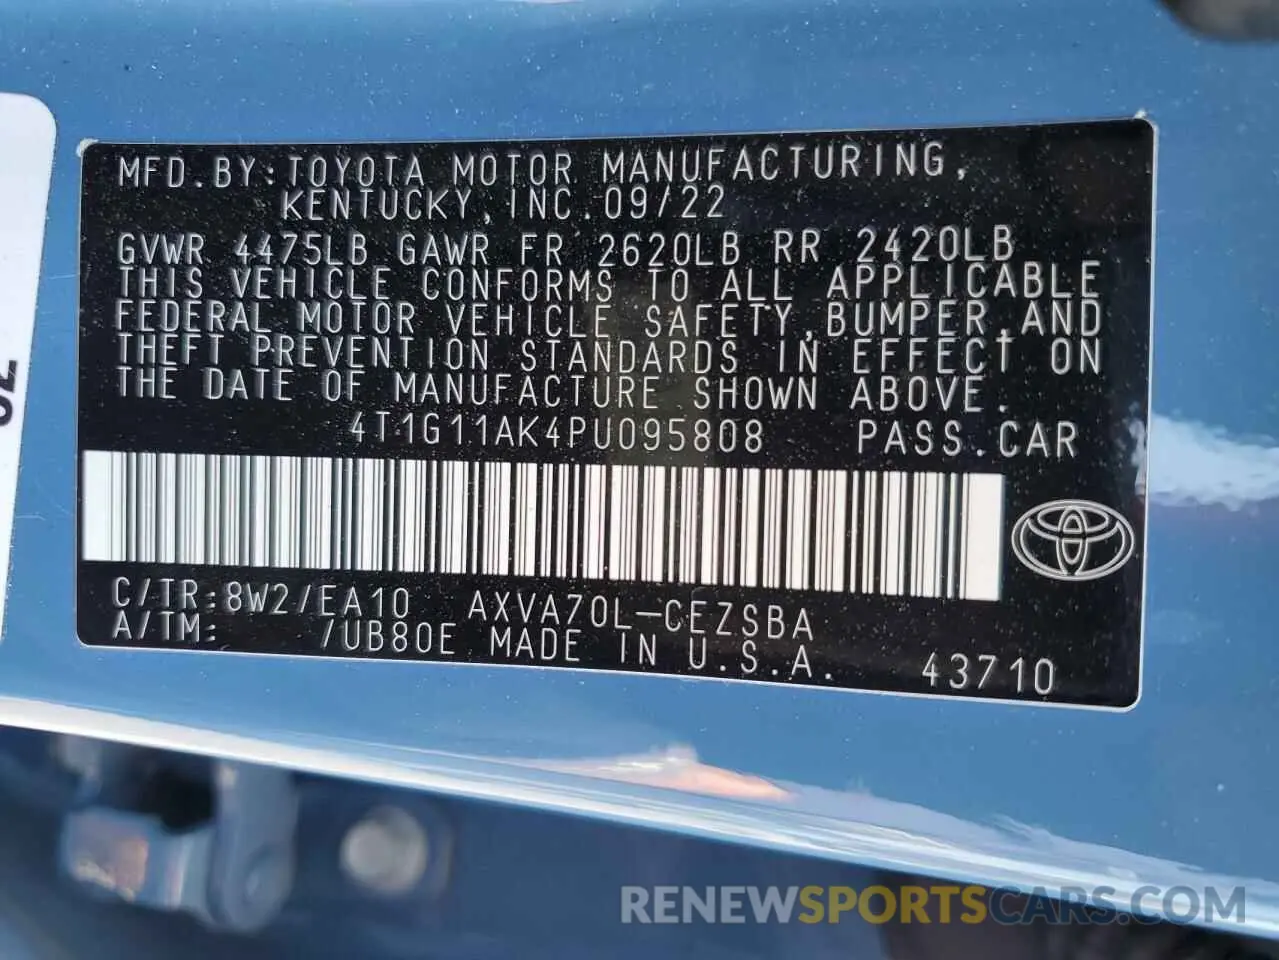 MFD.BY:TOYOTA MOTOR MANUFACTURING,
KENTUCKY,INC.09/22
GVWR 4475LB GAWR FR 2620LB RR 2420LB
THIS VEHICLE CONFORMS TO ALL APPLICABLE
FEDERAL MOTOR VEHICLE SAFETY,BUMPER,AND
THEFT PREVENTION STANDARDS IN EFFECT ON
THE DATE OF MANUFACTURE SHOWN ABOVE.
4T1G11AK4PU095808 PASS.CAR
C/TR:8W2/EA10 AXVA70L-CEZSBA
A/TM: /UB80E MADE IN U.S.A. 43710
RENEWSPORTSCARS.COM